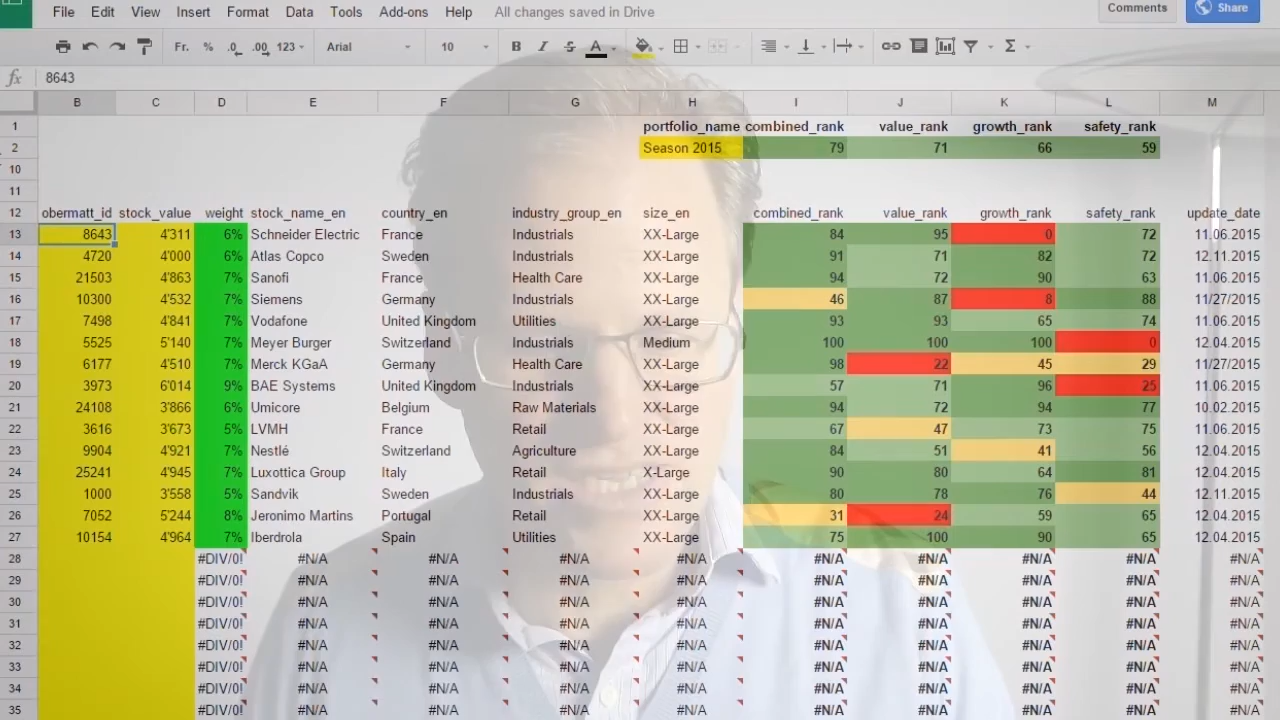 File Edit View Insert Format Data Tools Add-ons Help All changes saved in Drive Comments Share
Fr. % .0 .00 123 Arial 10 B I S A Σ
fx 8643
B C D E F G H I J K L M
1 portfolio_name combined_rank value_rank growth_rank safety_rank
2 Season 2015 79 71 66 59
10
11
12 obermatt_id stock_value weight stock_name_en country_en industry_group_en size_en combined_rank value_rank growth_rank safety_rank update_date
13 8643 4'311 6% Schneider Electric France Industrials XX-Large 84 95 0 72 11.06.2015
14 4720 4'000 6% Atlas Copco Sweden Industrials XX-Large 91 71 82 72 12.11.2015
15 21503 4'863 7% Sanofi France Health Care XX-Large 94 72 90 63 11.06.2015
16 10300 4'532 7% Siemens Germany Industrials XX-Large 46 87 8 88 11/27/2015
17 7498 4'841 7% Vodafone United Kingdom Utilities XX-Large 93 93 65 74 11.06.2015
18 5525 5'140 7% Meyer Burger Switzerland Industrials Medium 100 100 100 0 12.04.2015
19 6177 4'510 7% Merck KGaA Germany Health Care XX-Large 98 22 45 29 11/27/2015
20 3973 6'014 9% BAE Systems United Kingdom Industrials XX-Large 57 71 96 25 11.06.2015
21 24108 3'866 6% Umicore Belgium Raw Materials XX-Large 94 72 94 77 10.02.2015
22 3616 3'673 5% LVMH France Retail XX-Large 67 47 73 75 11.06.2015
23 9904 4'921 7% Nestlé Switzerland Agriculture XX-Large 84 51 41 56 12.04.2015
24 25241 4'945 7% Luxottica Group Italy Retail X-Large 90 80 64 81 12.04.2015
25 1000 3'558 5% Sandvik Sweden Industrials XX-Large 80 78 76 44 12.11.2015
26 7052 5'244 8% Jeronimo Martins Portugal Retail XX-Large 31 24 59 65 12.04.2015
27 10154 4'964 7% Iberdrola Spain Utilities XX-Large 75 100 90 65 12.04.2015
28 #DIV/0! #N/A #N/A #N/A #N/A #N/A #N/A #N/A #N/A #N/A
29 #DIV/0! #N/A #N/A #N/A #N/A #N/A #N/A #N/A #N/A #N/A
30 #DIV/0! #N/A #N/A #N/A #N/A #N/A #N/A #N/A #N/A #N/A
31 #DIV/0! #N/A #N/A #N/A #N/A #N/A #N/A #N/A #N/A #N/A
32 #DIV/0! #N/A #N/A #N/A #N/A #N/A #N/A #N/A #N/A #N/A
33 #DIV/0! #N/A #N/A #N/A #N/A #N/A #N/A #N/A #N/A #N/A
34 #DIV/0! #N/A #N/A #N/A #N/A #N/A #N/A #N/A #N/A #N/A
35 #DIV/0! #N/A #N/A #N/A #N/A #N/A #N/A #N/A #N/A #N/A